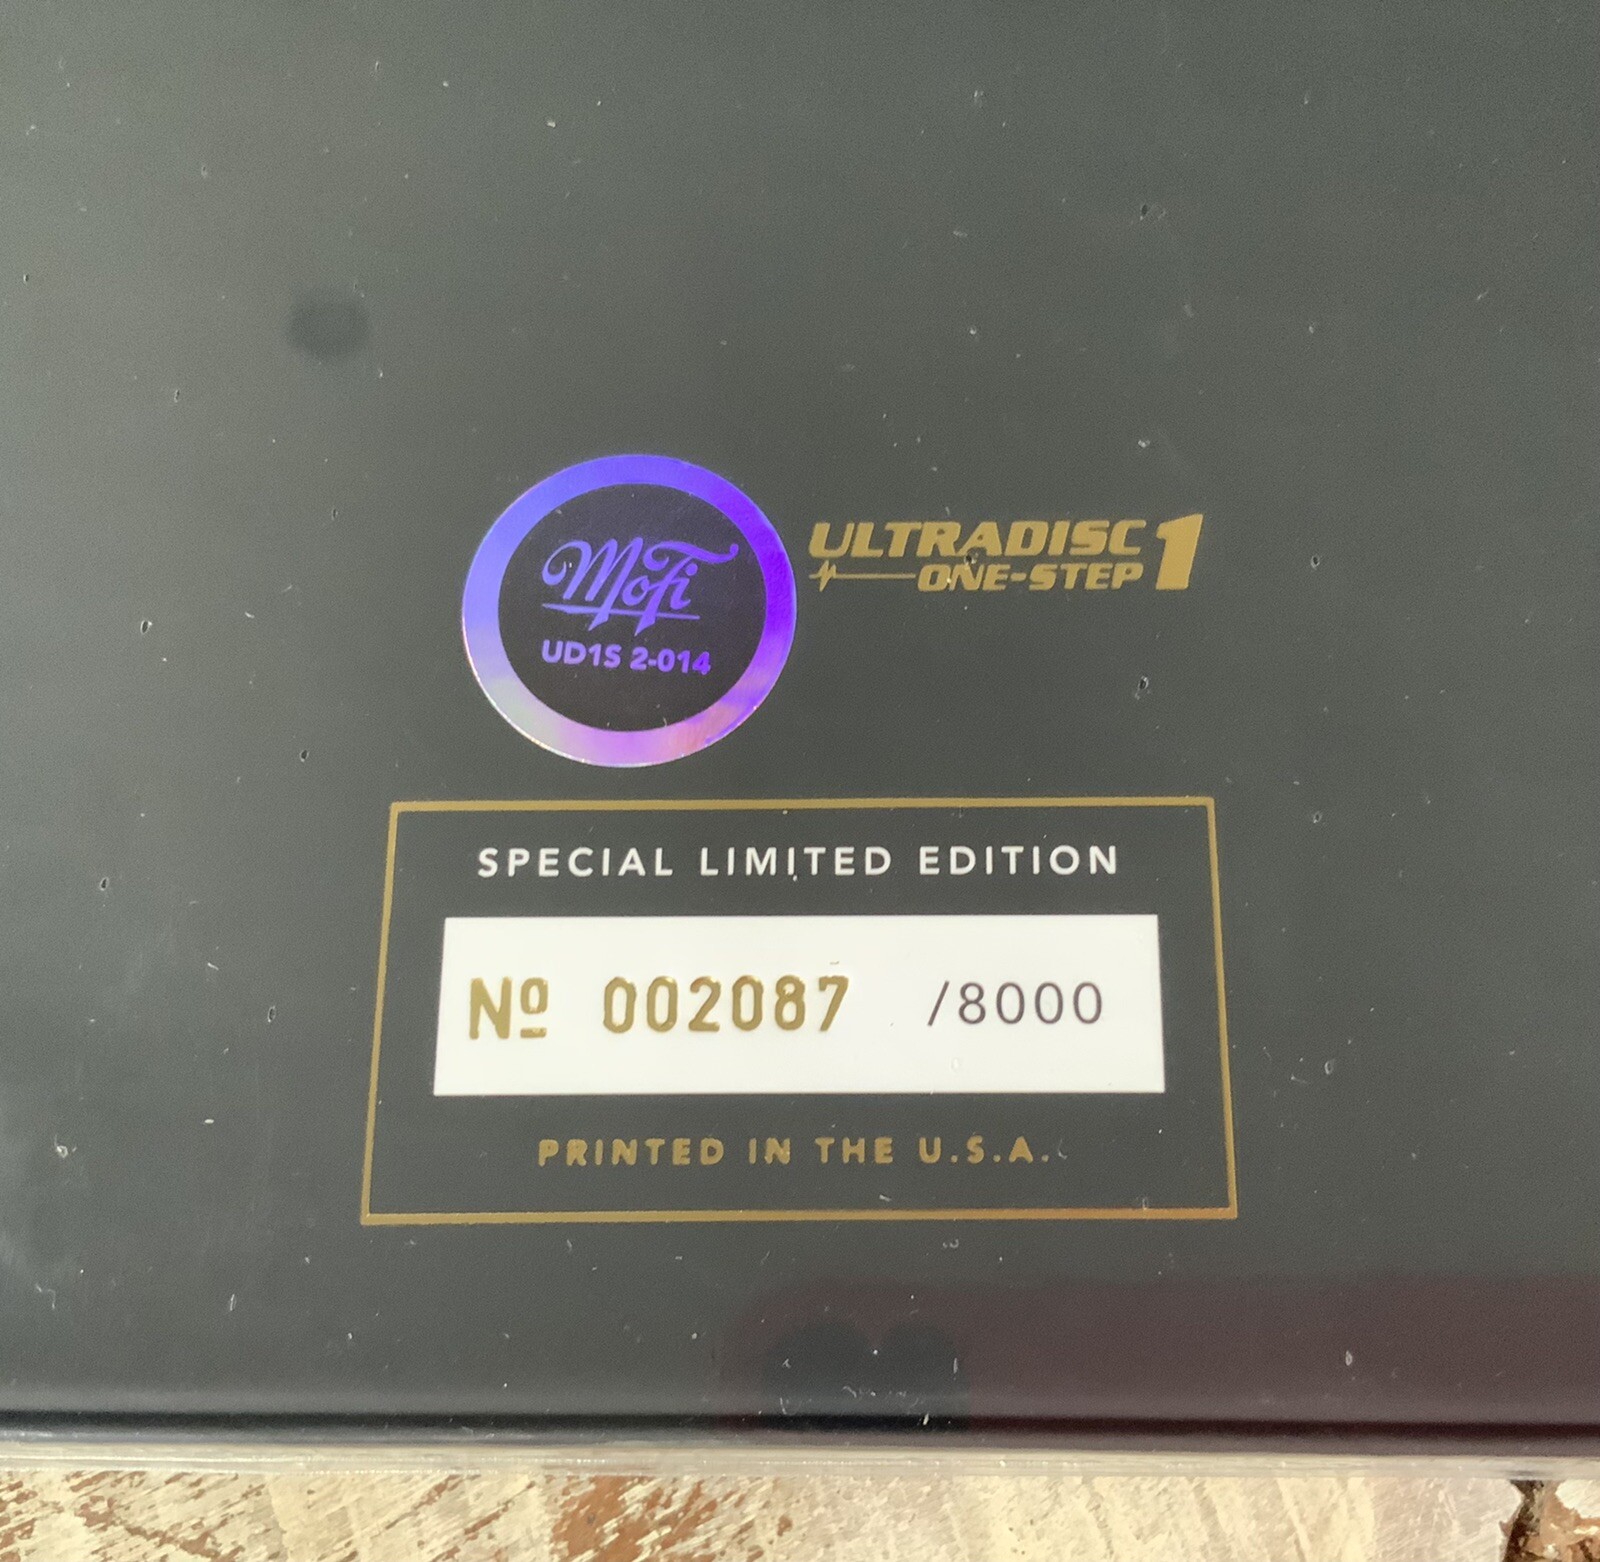 MoFi
UD1S 2-014
ULTRADISC 1
ONE-STEP
SPECIAL LIMITED EDITION
Nº 002087 /8000
PRINTED IN THE U.S.A.